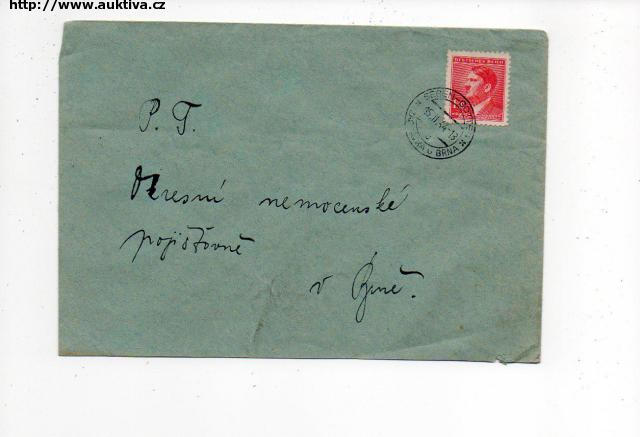 http://www.auktiva.cz
DEUTSCHES REICH
P. T.
Okresní nemocenské
pojišťovně
v Brně.